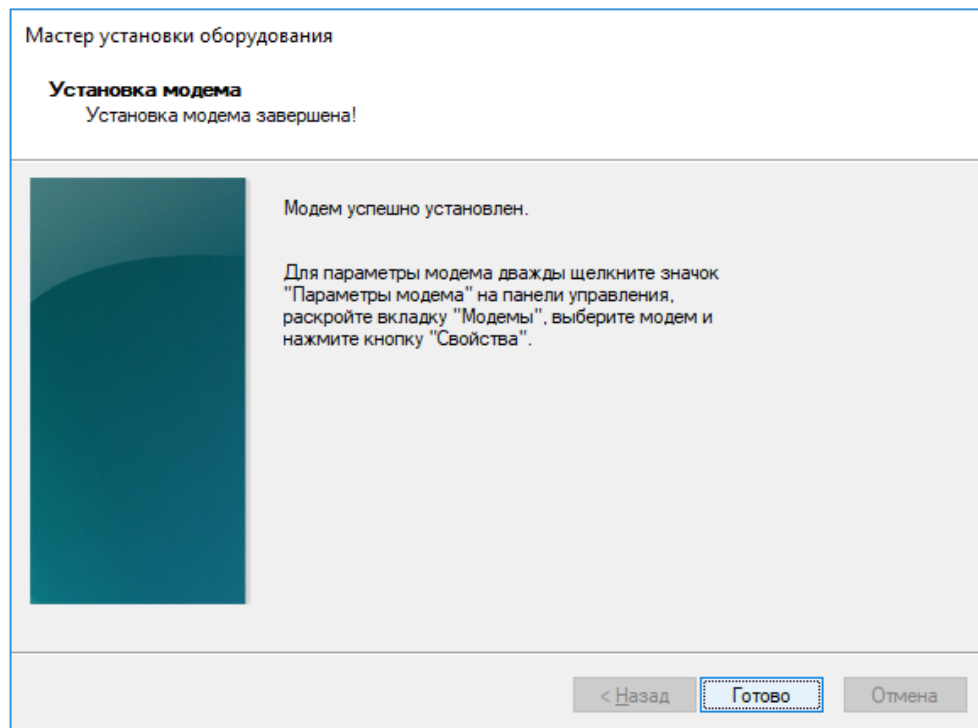 Мастер установки оборудования
Установка модема
Установка модема завершена!
Модем успешно установлен.
Для параметры модема дважды щелкните значок
"Параметры модема" на панели управления,
раскройте вкладку "Модемы", выберите модем и
нажмите кнопку "Свойства".
< Назад Готово Отмена